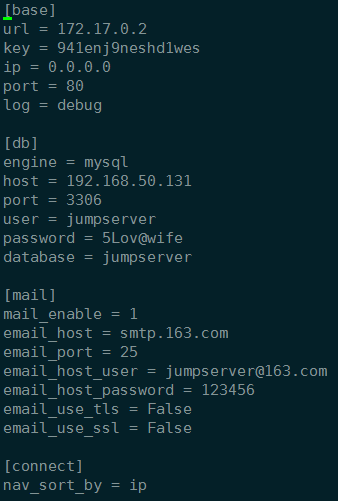 [base]
url = 172.17.0.2
key = 941enj9neshd1wes
ip = 0.0.0.0
port = 80
log = debug

[db]
engine = mysql
host = 192.168.50.131
port = 3306
user = jumpserver
password = 5Lov@wife
database = jumpserver

[mail]
mail_enable = 1
email_host = smtp.163.com
email_port = 25
email_host_user = jumpserver@163.com
email_host_password = 123456
email_use_tls = False
email_use_ssl = False

[connect]
nav_sort_by = ip